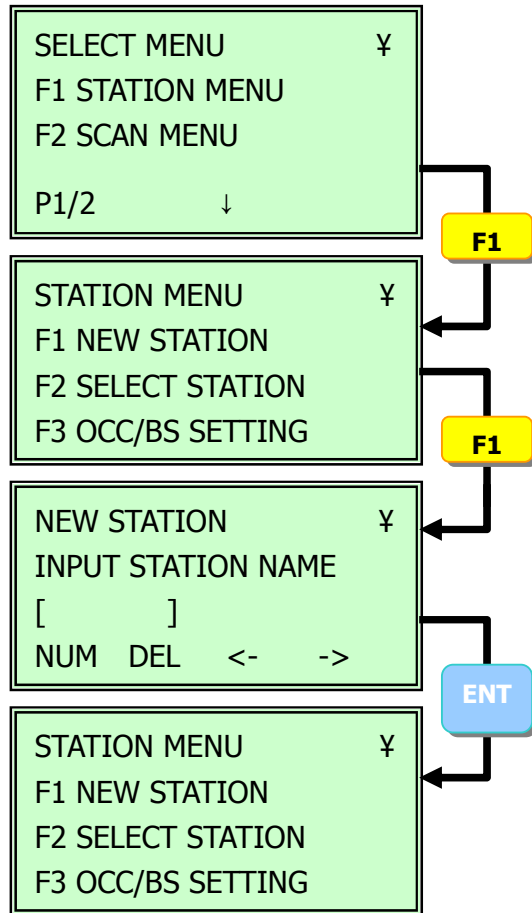 SELECT MENU ¥
F1 STATION MENU
F2 SCAN MENU
P1/2 ↓
F1
STATION MENU ¥
F1 NEW STATION
F2 SELECT STATION
F3 OCC/BS SETTING
F1
NEW STATION ¥
INPUT STATION NAME
[ ]
NUM DEL <- ->
ENT
STATION MENU ¥
F1 NEW STATION
F2 SELECT STATION
F3 OCC/BS SETTING